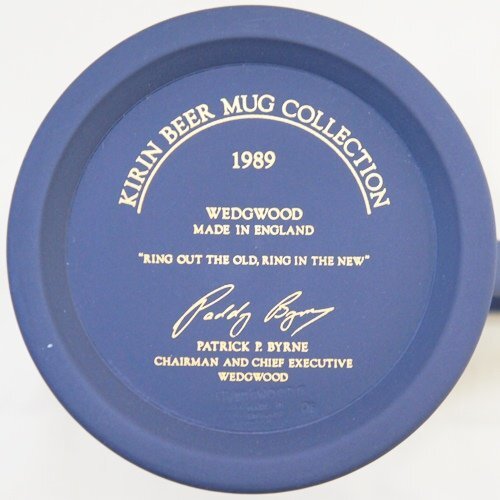 KIRIN BEER MUG COLLECTION
1989
WEDGWOOD
MADE IN ENGLAND
"RING OUT THE OLD, RING IN THE NEW"
Paddy Byrne
PATRICK P. BYRNE
CHAIRMAN AND CHIEF EXECUTIVE
WEDGWOOD